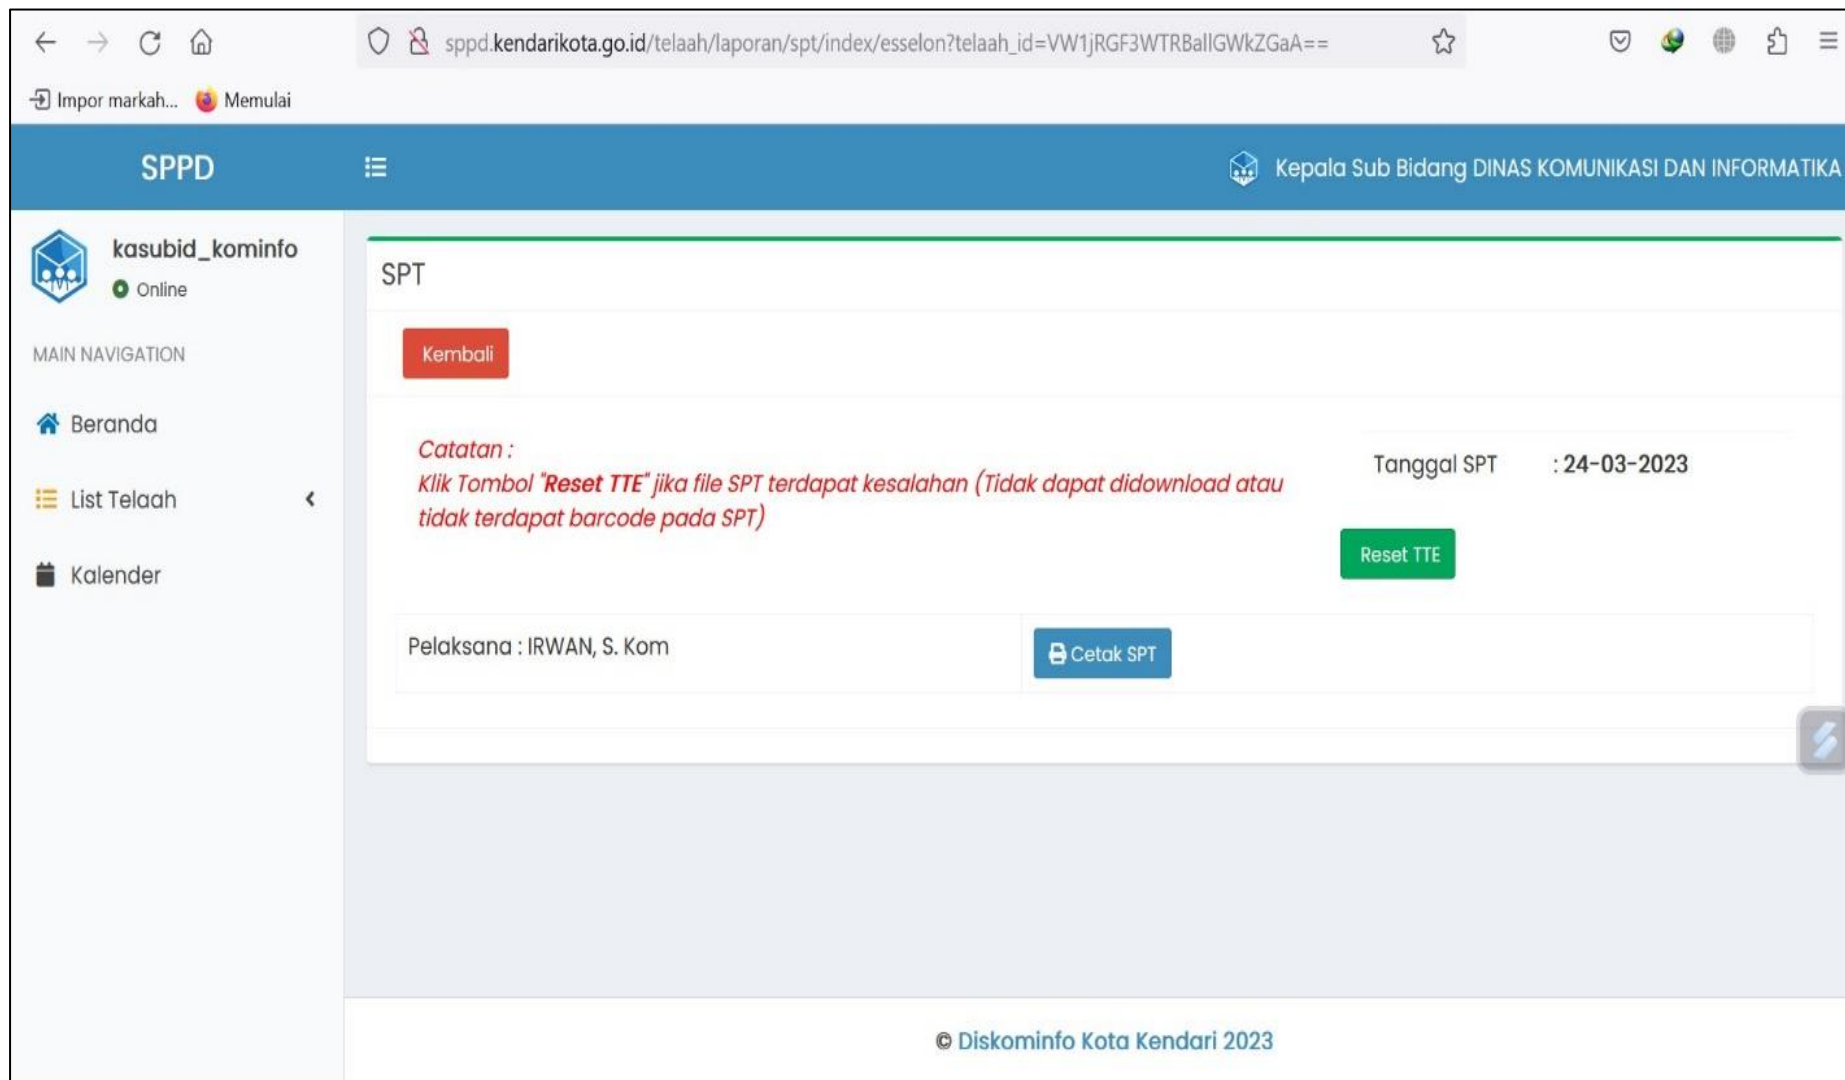 sppd.kendarikota.go.id/telaah/laporan/spt/index/esselon?telaah_id=VW1jRGF3WTRBallGWkZGaA==
Impor markah... Memulai
SPPD
Kepala Sub Bidang DINAS KOMUNIKASI DAN INFORMATIKA
kasubid_kominfo
Online
MAIN NAVIGATION
Beranda
List Telaah
Kalender
SPT
Kembali
Catatan :
Klik Tombol "Reset TTE" jika file SPT terdapat kesalahan (Tidak dapat didownload atau
tidak terdapat barcode pada SPT)
Tanggal SPT : 24-03-2023
Reset TTE
Pelaksana : IRWAN, S. Kom
Cetak SPT
© Diskominfo Kota Kendari 2023